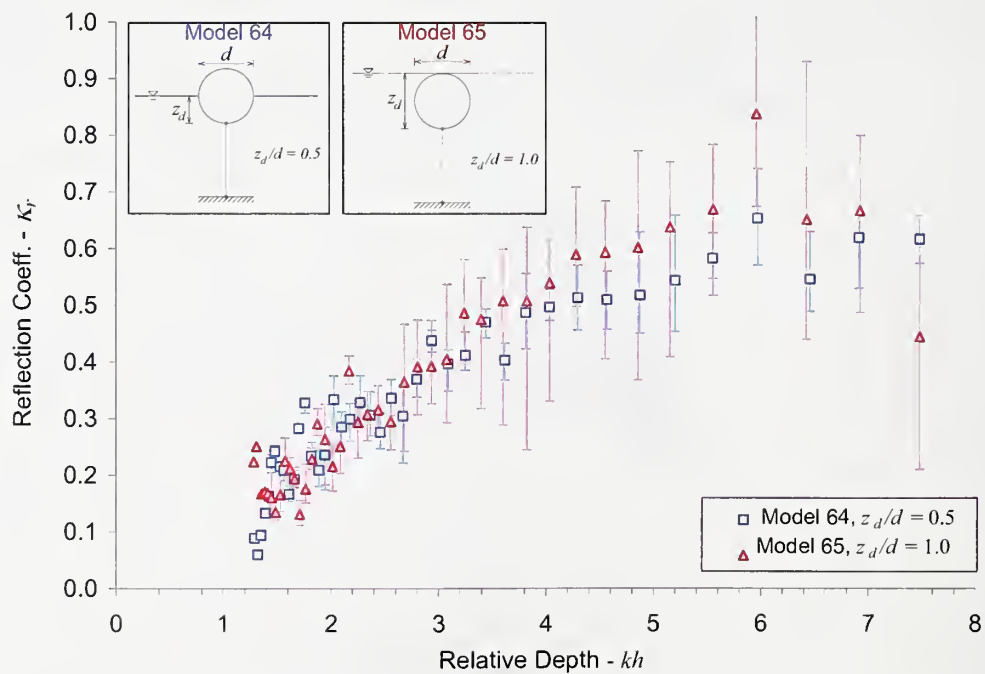 Model 64
d
z_d
z_d/d = 0.5
Model 65
d
z_d
z_d/d = 1.0
1.0
0.9
0.8
0.7
0.6
0.5
0.4
0.3
0.2
0.1
0.0
Reflection Coeff. - κ_r
Model 64, z_d/d = 0.5
Model 65, z_d/d = 1.0
0 1 2 3 4 5 6 7 8
Relative Depth - kh